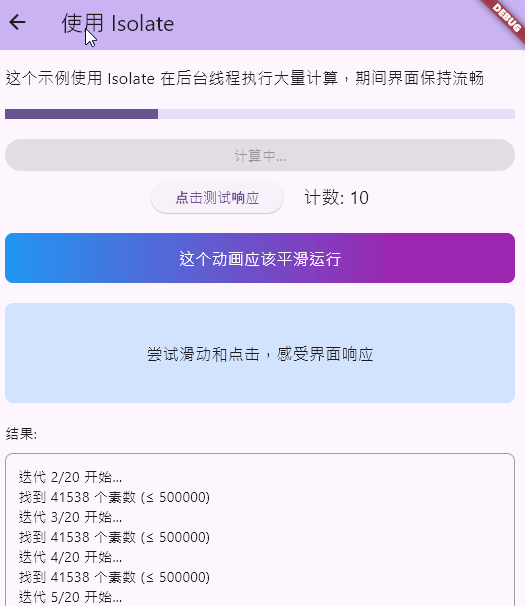 使用 Isolate
DEBUG
这个示例使用 Isolate 在后台线程执行大量计算，期间界面保持流畅
计算中...
点击测试响应
计数: 10
这个动画应该平滑运行
尝试滑动和点击，感受界面响应
结果:
迭代 2/20 开始...
找到 41538 个素数 (≤ 500000)
迭代 3/20 开始...
找到 41538 个素数 (≤ 500000)
迭代 4/20 开始...
找到 41538 个素数 (≤ 500000)
迭代 5/20 开始...